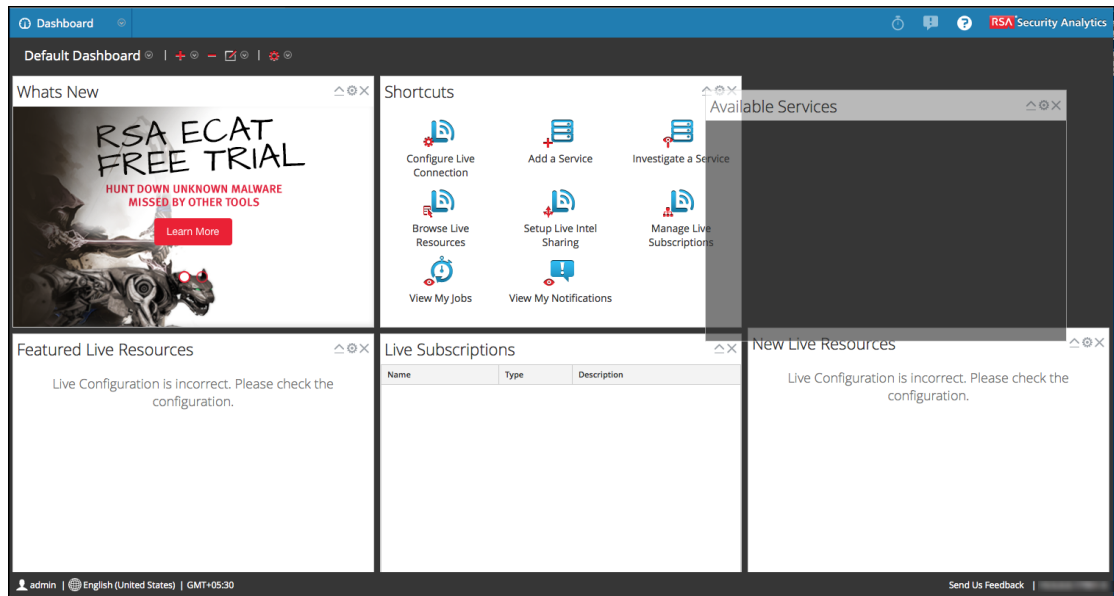 Dashboard
RSA Security Analytics
Default Dashboard
Whats New
RSA ECAT
FREE TRIAL
HUNT DOWN UNKNOWN MALWARE
MISSED BY OTHER TOOLS
Learn More
Shortcuts
Configure Live
Connection
Add a Service
Investigate a Service
Browse Live
Resources
Setup Live Intel
Sharing
Manage Live
Subscriptions
View My Jobs
View My Notifications
Available Services
Featured Live Resources
Live Configuration is incorrect. Please check the
configuration.
Live Subscriptions
Name Type Description
New Live Resources
Live Configuration is incorrect. Please check the
configuration.
admin | English (United States) | GMT+05:30
Send Us Feedback |